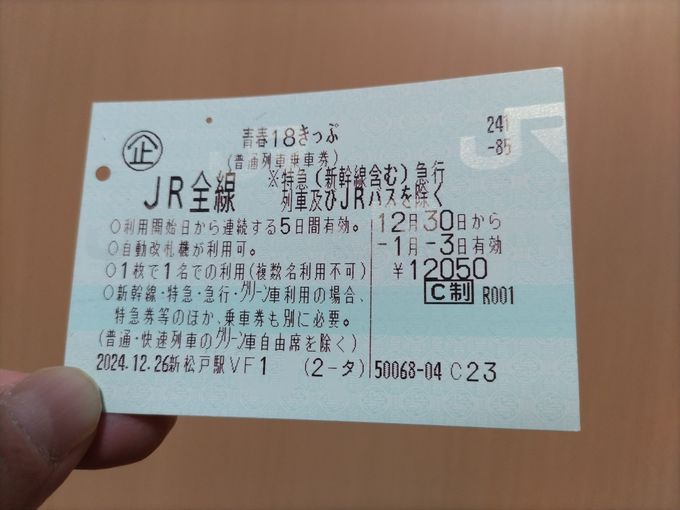 241
-85
企
青春18きっぷ
(普通列車乗車券)
JR全線
※特急(新幹線含む)急行
列車及びJRバスを除く
○利用開始日から連続する5日間有効。
12月30日から
○自動改札機が利用可。
-1月-3日有効
○1枚で1名での利用(複数名利用不可)
¥12050
○新幹線・特急・急行・グリーン車利用の場合、
C制 R001
特急券等のほか、乗車券も別に必要。
(普通・快速列車のグリーン車自由席を除く)
2024.12.26新松戸駅VF1 (2-タ) 50068-04 C23
JR